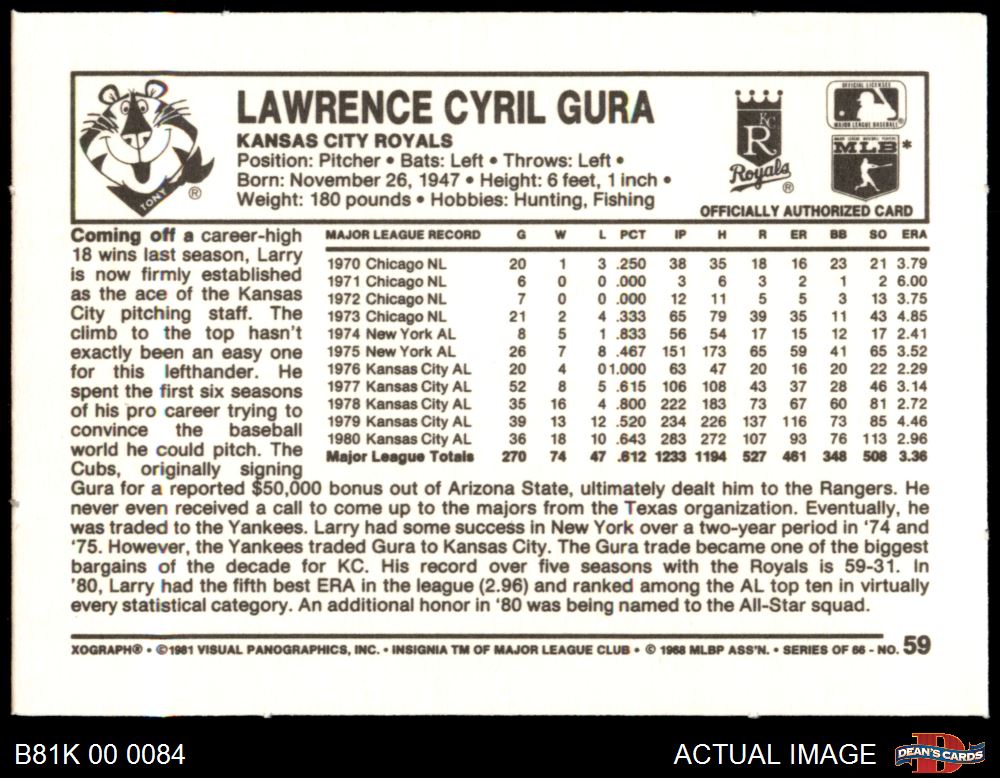 LAWRENCE CYRIL GURA
KANSAS CITY ROYALS
Position: Pitcher • Bats: Left • Throws: Left •
Born: November 26, 1947 • Height: 6 feet, 1 inch •
Weight: 180 pounds • Hobbies: Hunting, Fishing
TONY ®
KC
R
Royals ®
OFFICIAL LICENSEE
MAJOR LEAGUE BASEBALL ®
MAJOR LEAGUE BASEBALL PLAYERS
MLB *
OFFICIALLY AUTHORIZED CARD
Coming off a career-high
18 wins last season, Larry
is now firmly established
as the ace of the Kansas
City pitching staff. The
climb to the top hasn't
exactly been an easy one
for this lefthander. He
spent the first six seasons
of his pro career trying to
convince the baseball
world he could pitch. The
Cubs, originally signing
MAJOR LEAGUE RECORD G W L PCT IP H R ER BB SO ERA
1970 Chicago NL 20 1 3 .250 38 35 18 16 23 21 3.79
1971 Chicago NL 6 0 0 .000 3 6 3 2 1 2 6.00
1972 Chicago NL 7 0 0 .000 12 11 5 5 3 13 3.75
1973 Chicago NL 21 2 4 .333 65 79 39 35 11 43 4.85
1974 New York AL 8 5 1 .833 56 54 17 15 12 17 2.41
1975 New York AL 26 7 8 .467 151 173 65 59 41 65 3.52
1976 Kansas City AL 20 4 0 1.000 63 47 20 16 20 22 2.29
1977 Kansas City AL 52 8 5 .615 106 108 43 37 28 46 3.14
1978 Kansas City AL 35 16 4 .800 222 183 73 67 60 81 2.72
1979 Kansas City AL 39 13 12 .520 234 226 137 116 73 85 4.46
1980 Kansas City AL 36 18 10 .643 283 272 107 93 76 113 2.96
Major League Totals 270 74 47 .612 1233 1194 527 461 348 508 3.36
Gura for a reported $50,000 bonus out of Arizona State, ultimately dealt him to the Rangers. He
never even received a call to come up to the majors from the Texas organization. Eventually, he
was traded to the Yankees. Larry had some success in New York over a two-year period in '74 and
'75. However, the Yankees traded Gura to Kansas City. The Gura trade became one of the biggest
bargains of the decade for KC. His record over five seasons with the Royals is 59-31. In
'80, Larry had the fifth best ERA in the league (2.96) and ranked among the AL top ten in virtually
every statistical category. An additional honor in '80 was being named to the All-Star squad.
XOGRAPH® • ©1981 VISUAL PANOGRAPHICS, INC. • INSIGNIA TM OF MAJOR LEAGUE CLUB • © 1968 MLBP ASS'N. • SERIES OF 66 - NO. 59
B81K 00 0084
ACTUAL IMAGE
DEAN'S CARDS